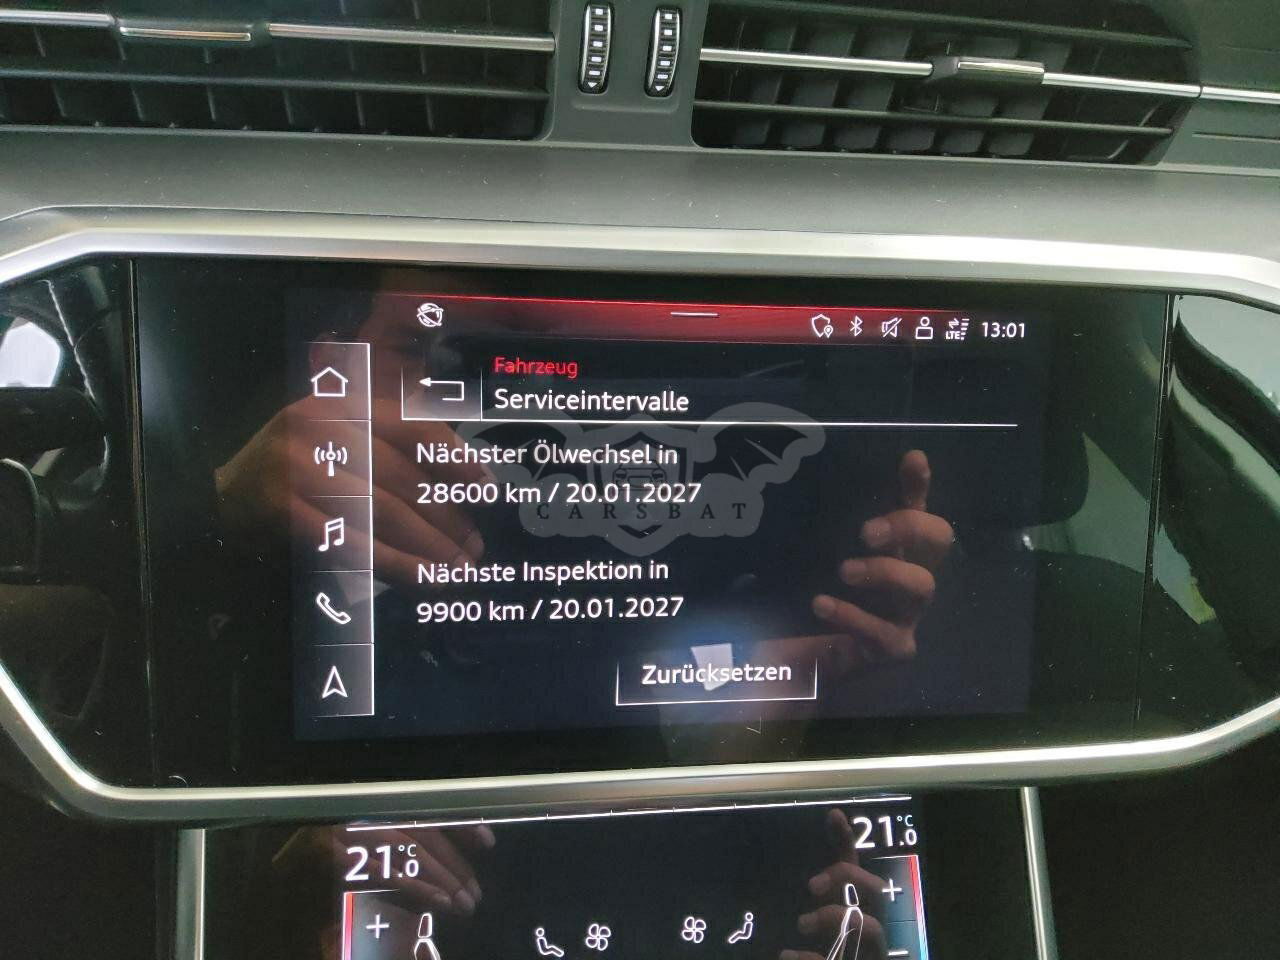 LTE
13:01
Fahrzeug
Serviceintervalle
Nächster Ölwechsel in
28600 km / 20.01.2027
CARSBAT
Nächste Inspektion in
9900 km / 20.01.2027
Zurücksetzen
21.0 °C
21.0 °C
+
+
−